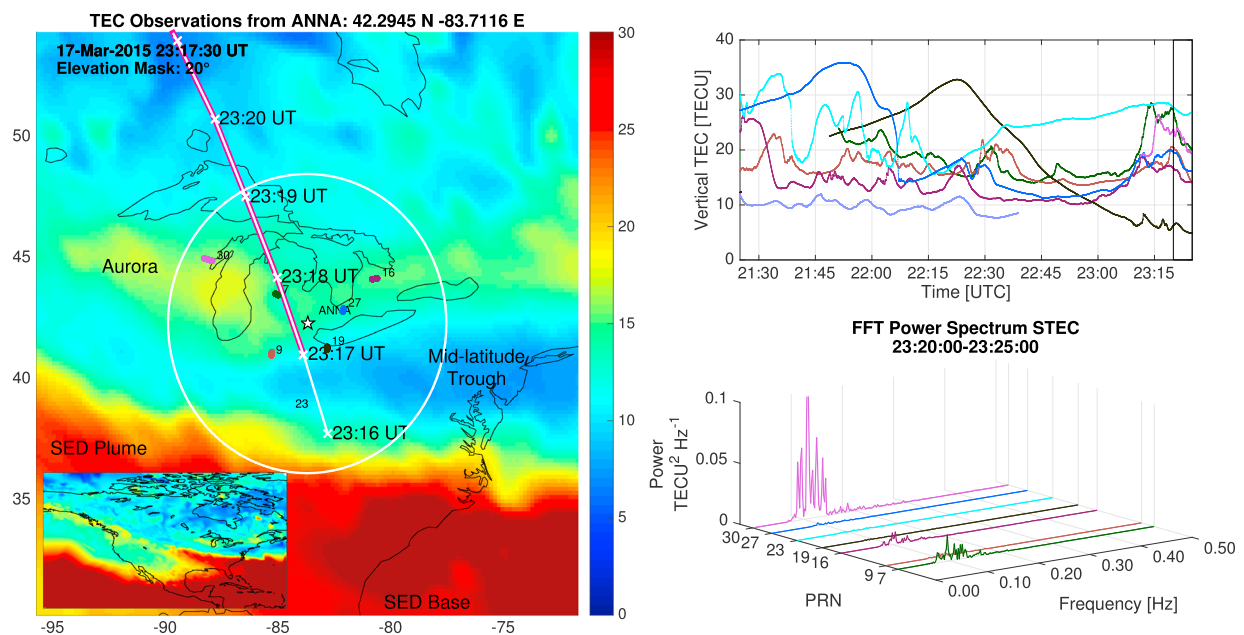 TEC Observations from ANNA: 42.2945 N -83.7116 E
17-Mar-2015 23:17:30 UT
Elevation Mask: 20°
23:20 UT
23:19 UT
23:18 UT
23:17 UT
23:16 UT
Aurora
30
16
7
27
ANNA
19
9
23
Mid-latitude
Trough
SED Plume
SED Base
50
45
40
35
-95
-90
-85
-80
-75
30
25
20
15
10
5
0
Vertical TEC [TECU]
40
30
20
10
0
21:30
21:45
22:00
22:15
22:30
22:45
23:00
23:15
Time [UTC]
FFT Power Spectrum STEC
23:20:00-23:25:00
Power
TECU² Hz⁻¹
0.1
0.05
0
30
27
23
19
16
9
7
PRN
0.00
0.10
0.20
0.30
0.40
0.50
Frequency [Hz]